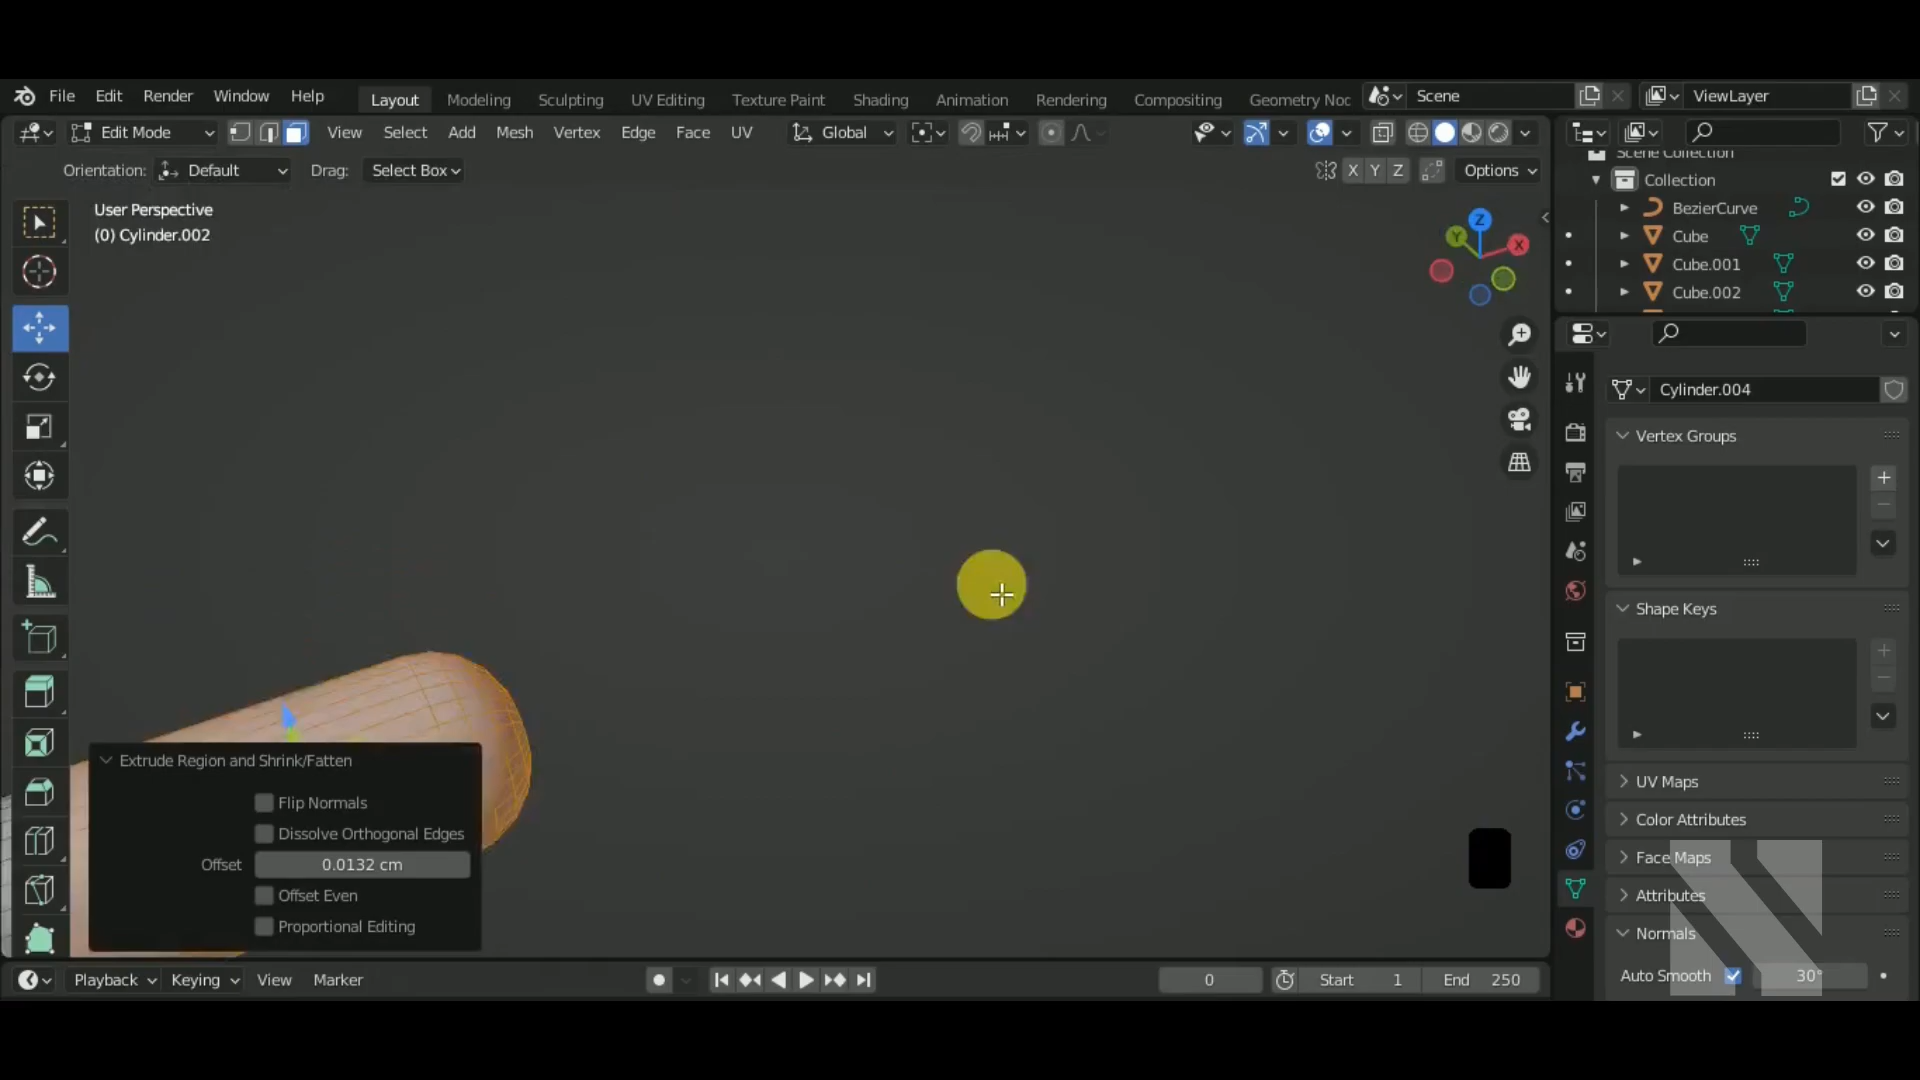 File Edit Render Window Help Layout Modeling Sculpting UV Editing Texture Paint Shading Animation Rendering Compositing Geometry Noc Scene ViewLayer
Edit Mode View Select Add Mesh Vertex Edge Face UV Global
Orientation: Default Drag: Select Box X Y Z Options
User Perspective
(0) Cylinder.002
Z
Y
X
Scene Collection
Collection
BezierCurve
Cube
Cube.001
Cube.002
Cylinder.004
Vertex Groups
Shape Keys
UV Maps
Color Attributes
Face Maps
Attributes
Normals
Auto Smooth 30°
Extrude Region and Shrink/Fatten
Flip Normals
Dissolve Orthogonal Edges
Offset 0.0132 cm
Offset Even
Proportional Editing
Playback Keying View Marker 0 Start 1 End 250